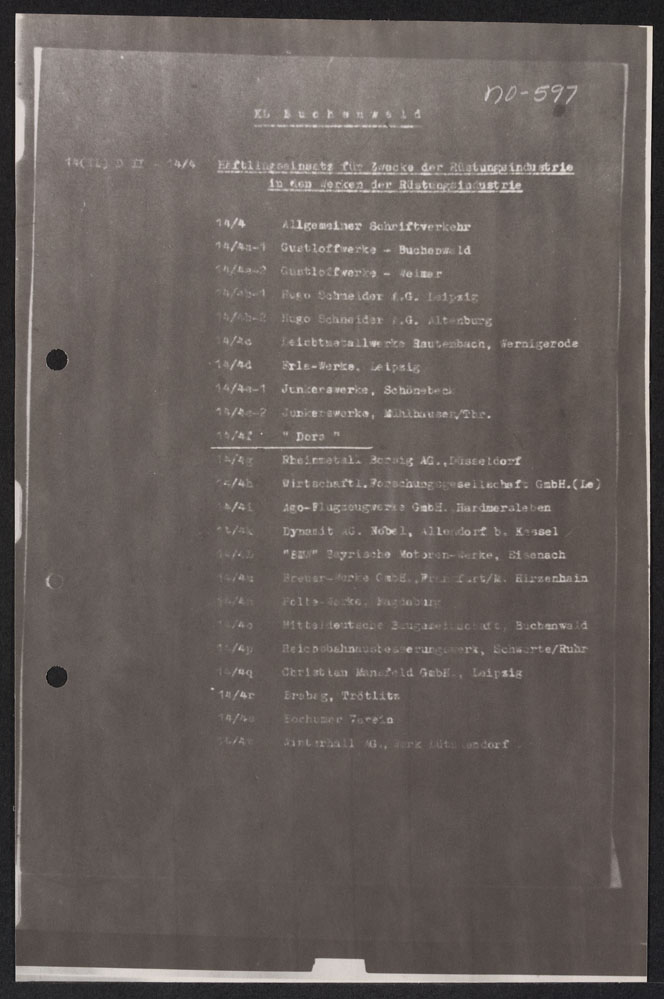 NO-597
KL Buchenwald
14(KL) D II - 14/4 Häftlingseinsatz für Zwecke der Rüstungsindustrie
in den Werken der Rüstungsindustrie
14/4 Allgemeiner Schriftverkehr
14/4a-1 Gustloffwerke - Buchenwald
14/4a-2 Gustloffwerke - Weimar
14/4b-1 Hugo Schneider A.G. Leipzig
14/4b-2 Hugo Schneider A.G. Altenburg
14/4c Leichtmetallwerke Rautenbach, Wernigerode
14/4d Erla-Werke, Leipzig
14/4e-1 Junkerswerke, Schönebeck
14/4e-2 Junkerswerke, Mühlhausen/Thr.
14/4f " Dora "
14/4g Rheinmetall Borsig AG., Düsseldorf
14/4h Wirtschaftl.Forschungsgesellschaft GmbH.(Le)
14/4i Ago-Flugzeugwerke GmbH. Hardmersleben
14/4k Dynamit AG. Nobel, Allendorf b. Kassel
"BMW" Bayrische Motoren-Werke, Eisenach
14/4m GmbH., Frankfurt/M. Hirzenhain
14/4n Polte-Werke, Magdeburg
14/4o Mitteldeutsche Baugesellschaft, Buchenwald
14/4p Reichsbahnausbesserungswerk, Schwerte/Ruhr
14/4q Christian Mansfeld GmbH., Leipzig
14/4r Brabag, Tröglitz
14/4s Bochumer Verein
AG., Werk Lützkendorf